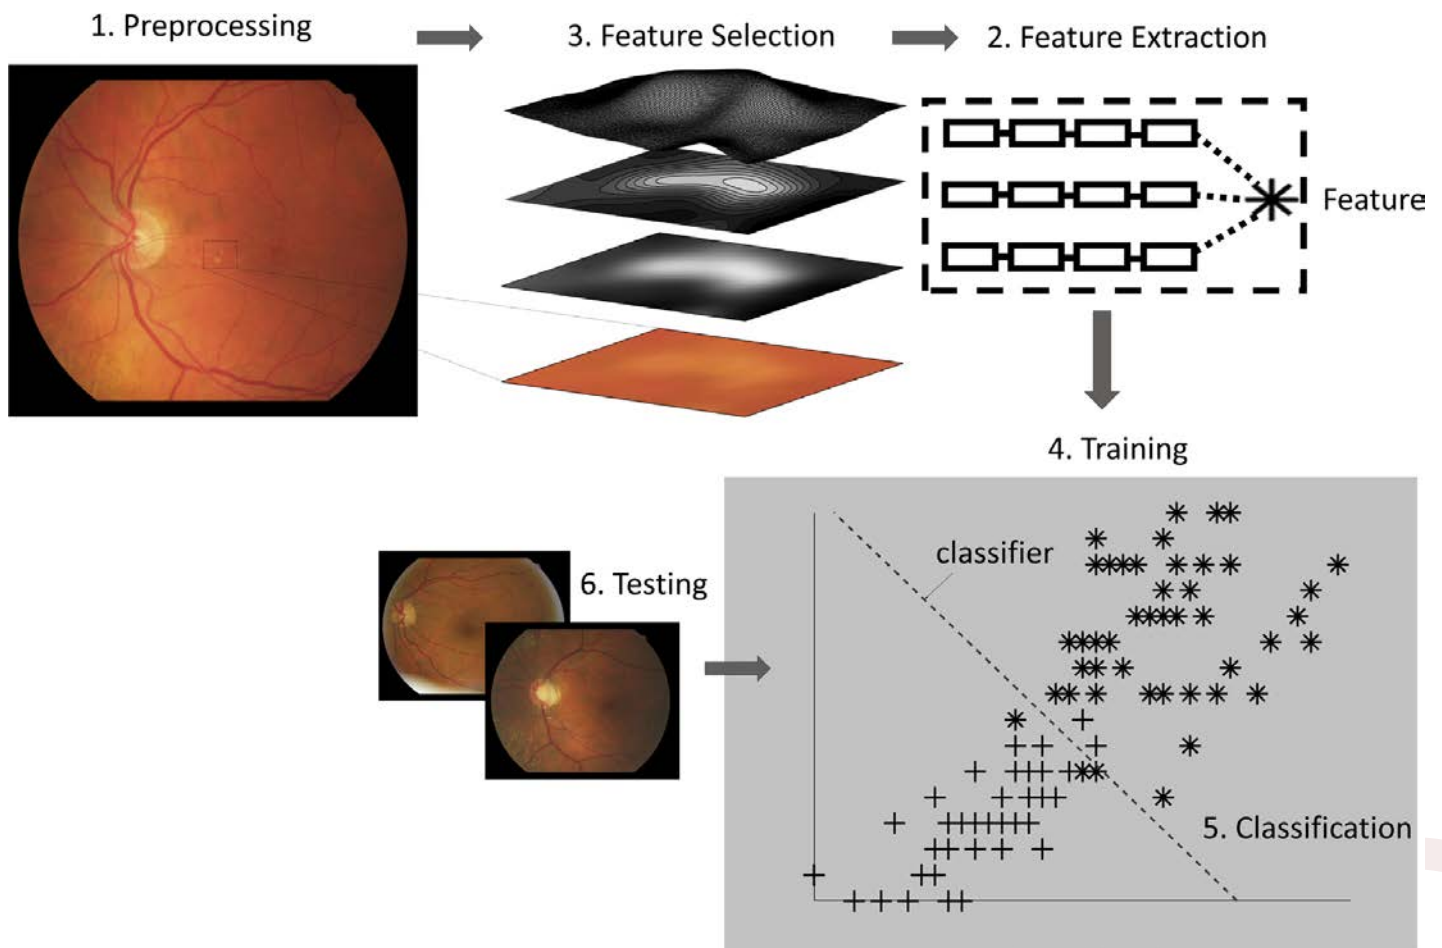 1. Preprocessing
3. Feature Selection
2. Feature Extraction
Feature
4. Training
classifier
6. Testing
5. Classification